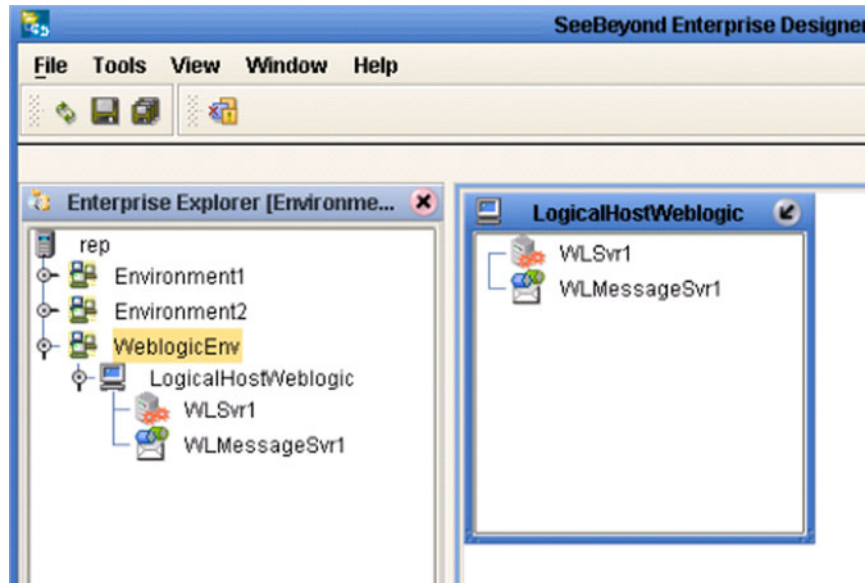 SeeBeyond Enterprise Designer
File Tools View Window Help
Enterprise Explorer [Environme...
rep
Environment1
Environment2
WeblogicEnv
LogicalHostWeblogic
WLSvr1
WLMessageSvr1
LogicalHostWeblogic
WLSvr1
WLMessageSvr1